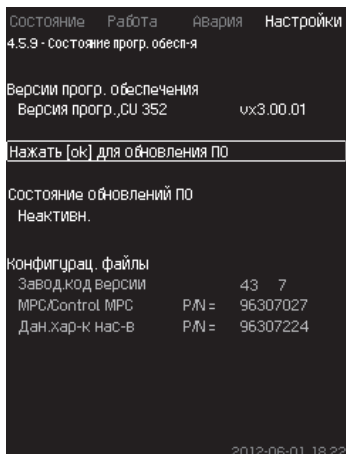 Состояние Работа Авария Настройки
4.5.9 - Состояние прогр. обесп-я
Версии прогр. обеспечения
Версия прогр.,CU 352 vx3.00.01
Нажать [ok] для обновления ПО
Состояние обновлений ПО
Неактивн.
Конфигурац. файлы
Завод.код версии 43 7
MPC/Control MPC P/N = 96307027
Дан.хар-к нас-в P/N = 96307224
2012-06-01 18:22